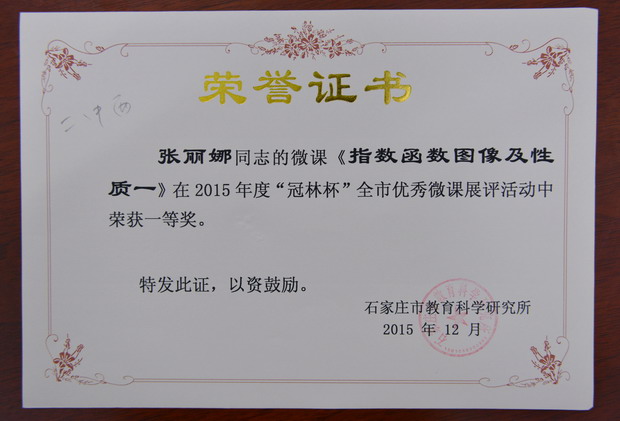 荣誉证书
二中西
张丽娜同志的微课《指数函数图像及性
质一》在2015年度“冠林杯”全市优秀微课展评活动中
荣获一等奖。
特发此证，以资鼓励。
石家庄市教育科学研究所
2015 年 12 月